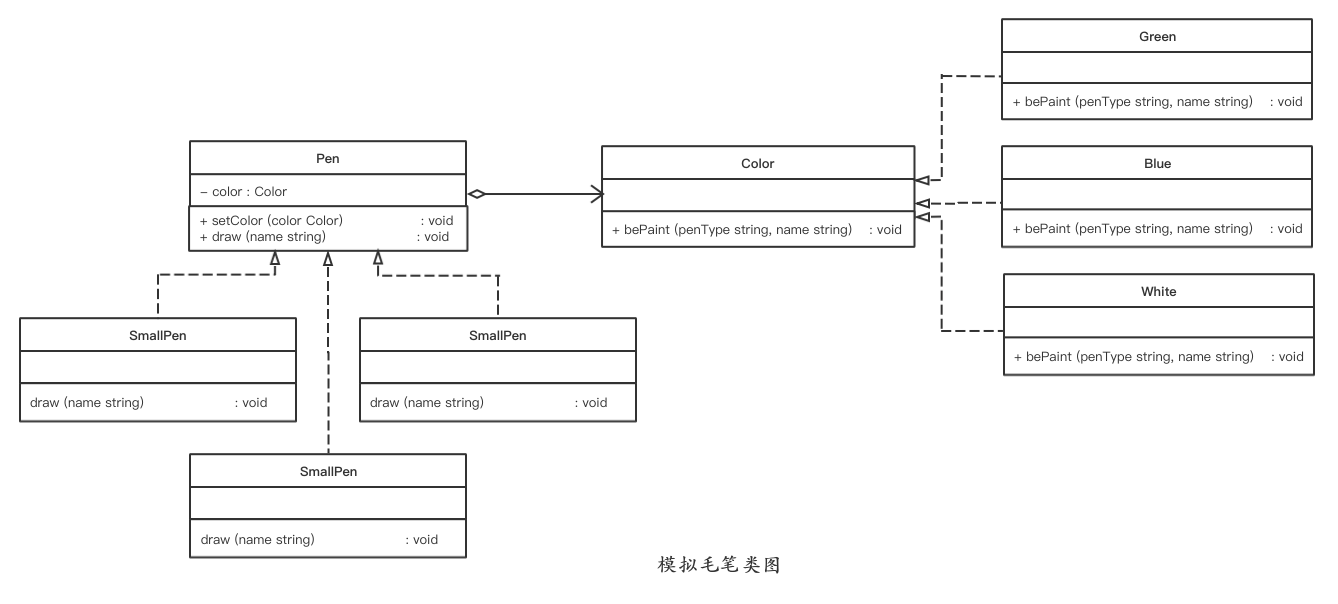 Green
+ bePaint (penType string, name string) : void
Pen
– color : Color
+ setColor (color Color) : void
+ draw (name string) : void
Color
+ bePaint (penType string, name string) : void
Blue
+ bePaint (penType string, name string) : void
White
+ bePaint (penType string, name string) : void
SmallPen
draw (name string) : void
SmallPen
draw (name string) : void
SmallPen
draw (name string) : void
模拟毛笔类图